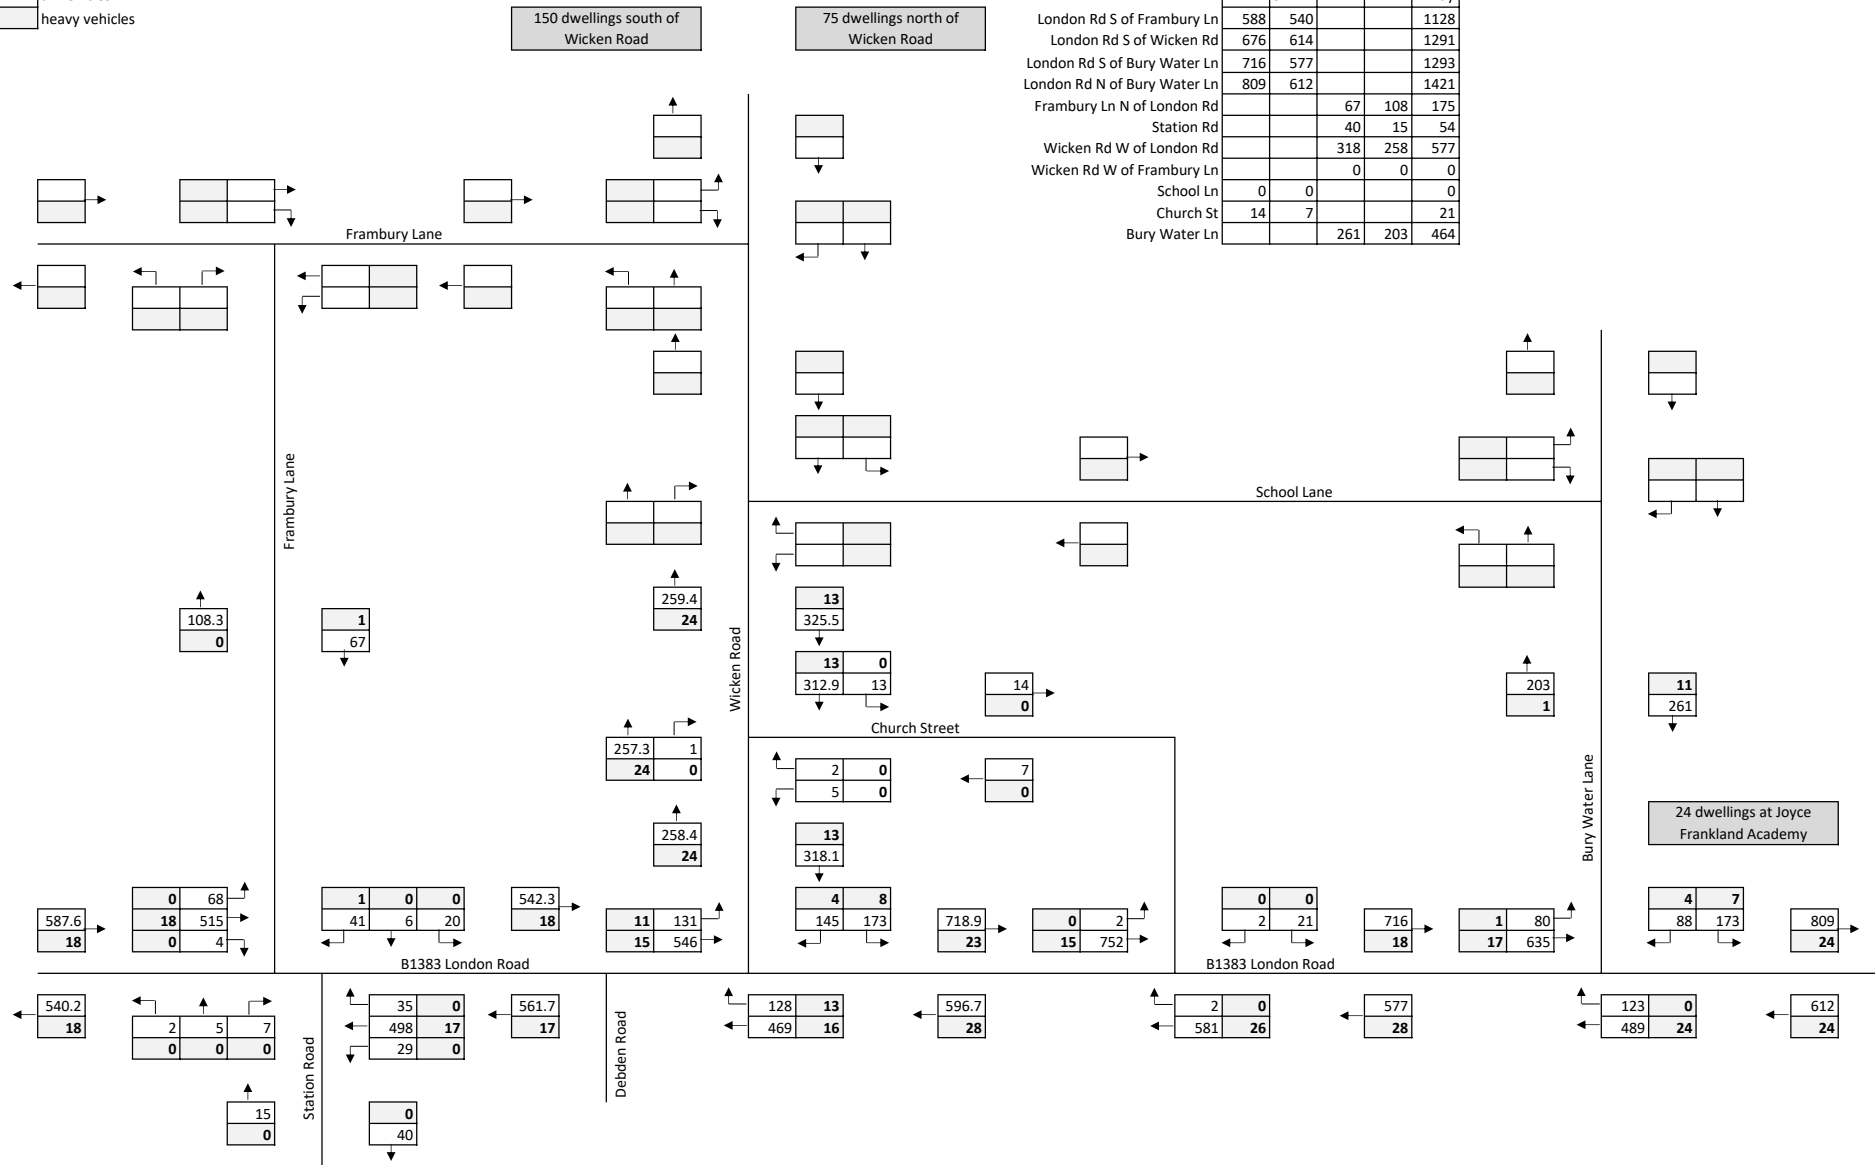 heavy vehicles
150 dwellings south of
Wicken Road
75 dwellings north of
Wicken Road
London Rd S of Frambury Ln 588 540 1128
London Rd S of Wicken Rd 676 614 1291
London Rd S of Bury Water Ln 716 577 1293
London Rd N of Bury Water Ln 809 612 1421
Frambury Ln N of London Rd 67 108 175
Station Rd 40 15 54
Wicken Rd W of London Rd 318 258 577
Wicken Rd W of Frambury Ln 0 0 0
School Ln 0 0 0
Church St 14 7 21
Bury Water Ln 261 203 464
Frambury Lane
Frambury Lane
School Lane
259.4 13
24 325.5
108.3 1
0 67
Wicken Road
13 0
312.9 13
14
0
203 11
1 261
Church Street
257.3 1
24 0
2 0 7
5 0 0
Bury Water Lane
24 dwellings at Joyce
Frankland Academy
258.4 13
24 318.1
0 68 1 0 0 542.3 4 8 0 0 4 7
587.6 18 515 41 6 20 18 11 131 145 173 718.9 0 2 2 21 716 1 80 88 173 809
18 0 4 15 546 23 15 752 18 17 635 24
B1383 London Road
B1383 London Road
540.2 35 0 561.7 128 13 596.7 2 0 577 123 0 612
18 2 5 7 498 17 17 469 16 28 581 26 28 489 24 24
0 0 0 29 0
Station Road
Debden Road
15 0
0 40